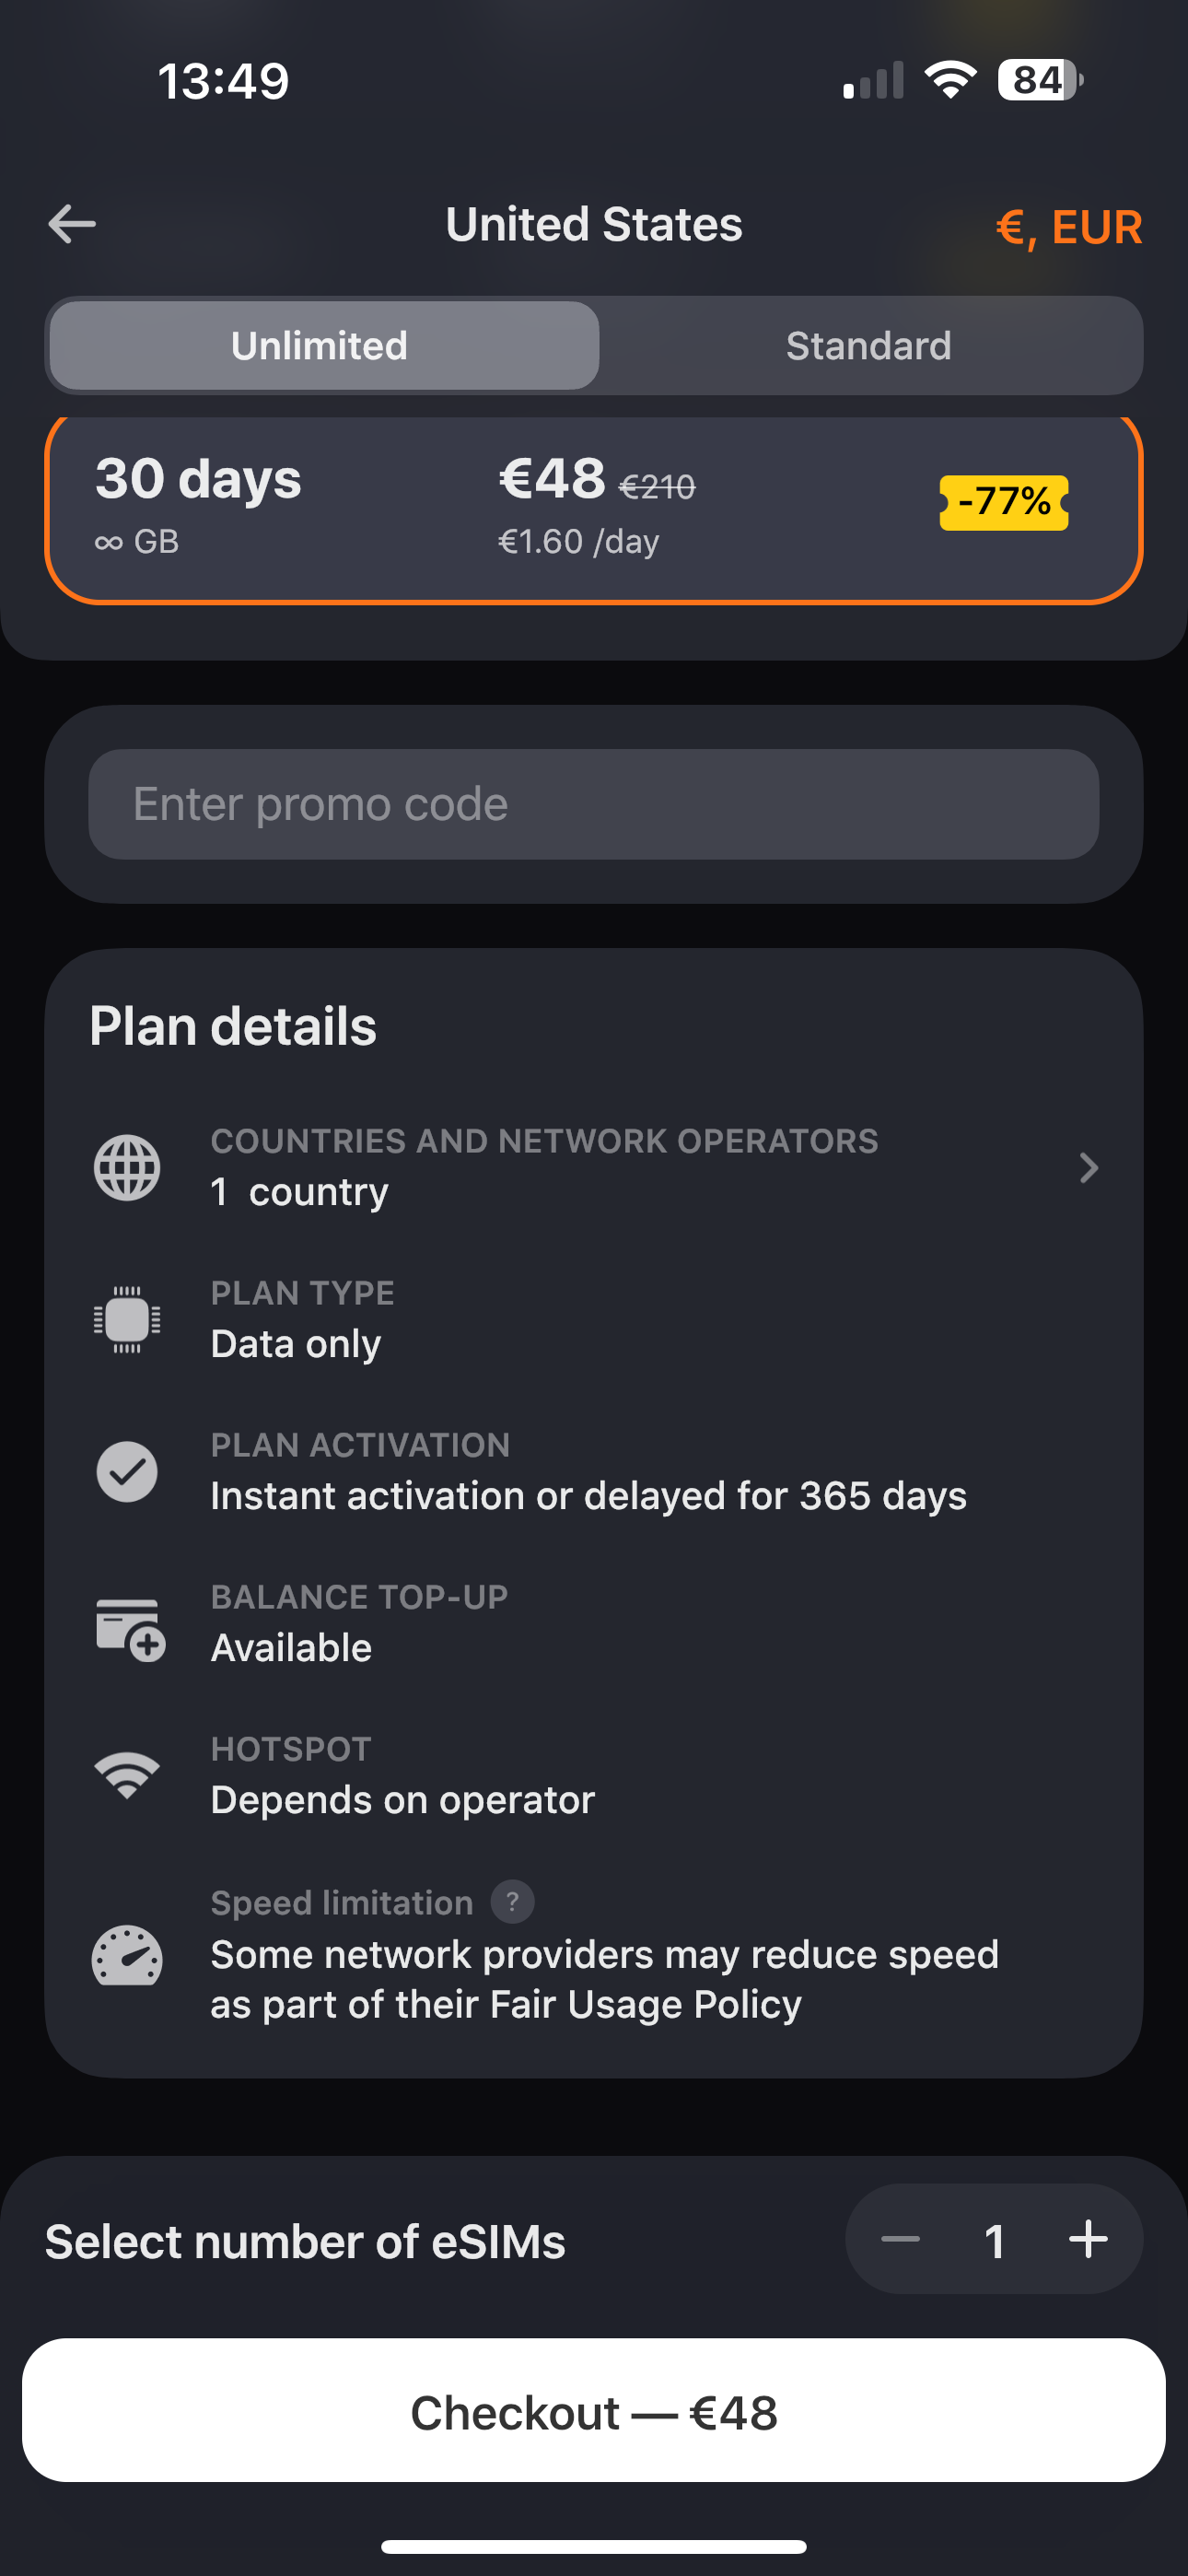 13:49
84
United States
€, EUR
Unlimited
Standard
30 days
€48 €210
-77%
∞ GB
€1.60 /day
Enter promo code
Plan details
COUNTRIES AND NETWORK OPERATORS
1 country
PLAN TYPE
Data only
PLAN ACTIVATION
Instant activation or delayed for 365 days
BALANCE TOP-UP
Available
HOTSPOT
Depends on operator
Speed limitation ?
Some network providers may reduce speed
as part of their Fair Usage Policy
Select number of eSIMs
1
Checkout — €48